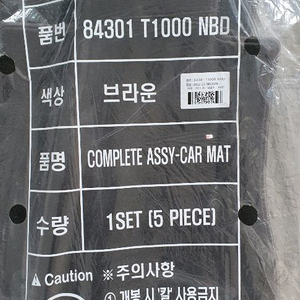 품번 84301 T1000 NBD
색상 브라운
품명 COMPLETE ASSY-CAR MAT
수량 1SET (5 PIECE)
⚠ Caution ※주의사항
① 개봉 시 '칼' 사용금지